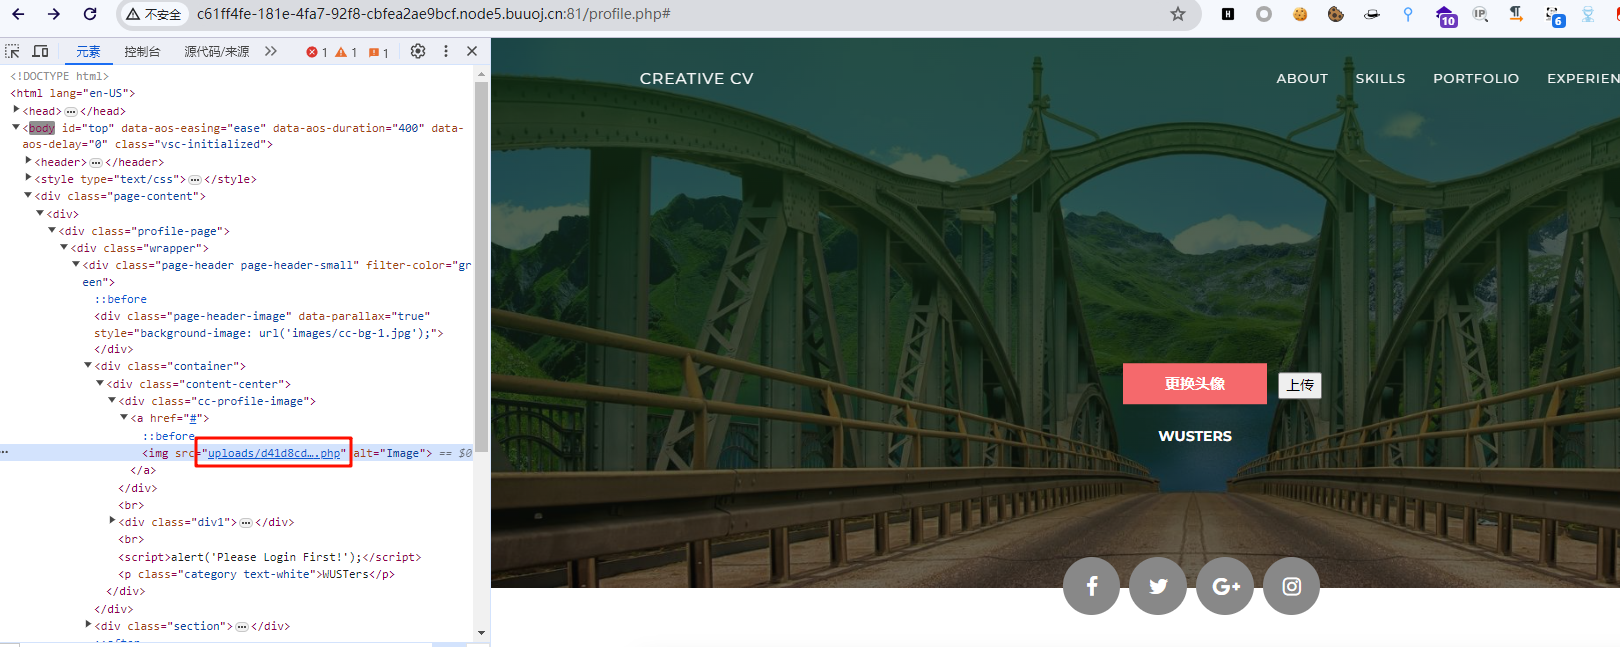 不安全 c61ff4fe-181e-4fa7-92f8-cbfea2ae9bcf.node5.buuoj.cn:81/profile.php#
10
6
元素 控制台 源代码/来源 1 1 1
<!DOCTYPE html>
<html lang="en-US">
<head>…</head>
<body id="top" data-aos-easing="ease" data-aos-duration="400" data-
aos-delay="0" class="vsc-initialized">
<header>…</header>
<style type="text/css">…</style>
<div class="page-content">
<div>
<div class="profile-page">
<div class="wrapper">
<div class="page-header page-header-small" filter-color="gr
een">
::before
<div class="page-header-image" data-parallax="true"
style="background-image: url('images/cc-bg-1.jpg');">
</div>
<div class="container">
<div class="content-center">
<div class="cc-profile-image">
<a href="#">
::before
<img src="uploads/d41d8cd….php" alt="Image"> == $0
</a>
</div>
<br>
<div class="div1">…</div>
<br>
<script>alert('Please Login First!');</script>
<p class="category text-white">WUSTers</p>
</div>
</div>
<div class="section">…</div>
CREATIVE CV
ABOUT SKILLS PORTFOLIO EXPERIEN
更换头像 上传
WUSTERS